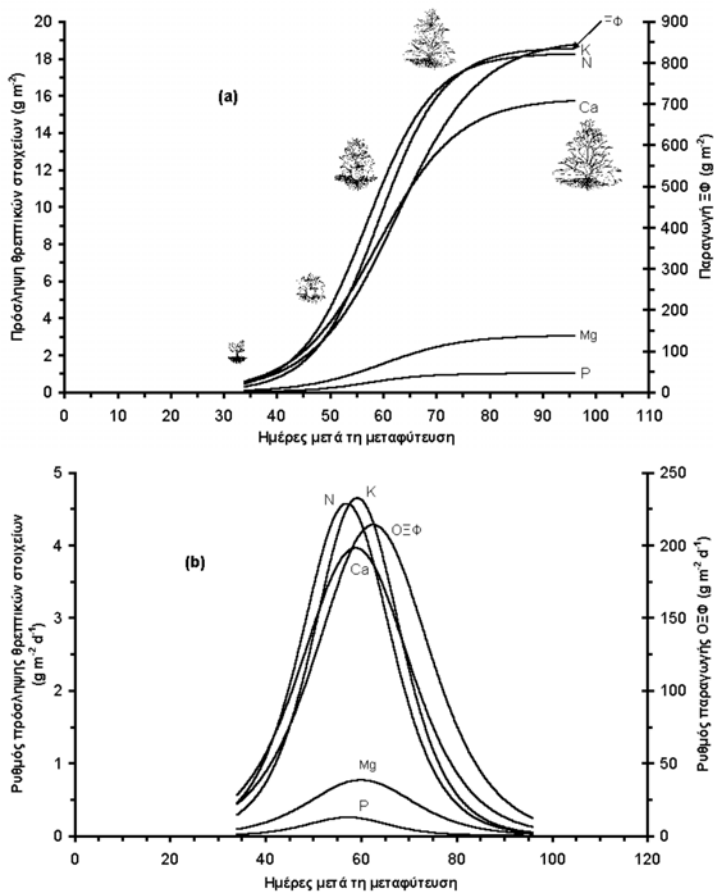 20
18
16
14
12
10
8
6
4
2
0
Πρόσληψη θρεπτικών στοιχείων (g m-2)
(a)
ΞΦ
K
N
Ca
Mg
P
900
800
700
600
500
400
300
200
100
0
Παραγωγή ΞΦ (g m-2)
0 10 20 30 40 50 60 70 80 90 100 110
Ημέρες μετά τη μεταφύτευση
5
4
3
2
1
0
Ρυθμός πρόσληψης θρεπτικών στοιχείων
(g m-2 d-1)
(b)
N
K
ΟΞΦ
Ca
Mg
P
250
200
150
100
50
0
Ρυθμός παραγωγής ΟΞΦ (g m-2 d-1)
0 20 40 60 80 100 120
Ημέρες μετά τη μεταφύτευση